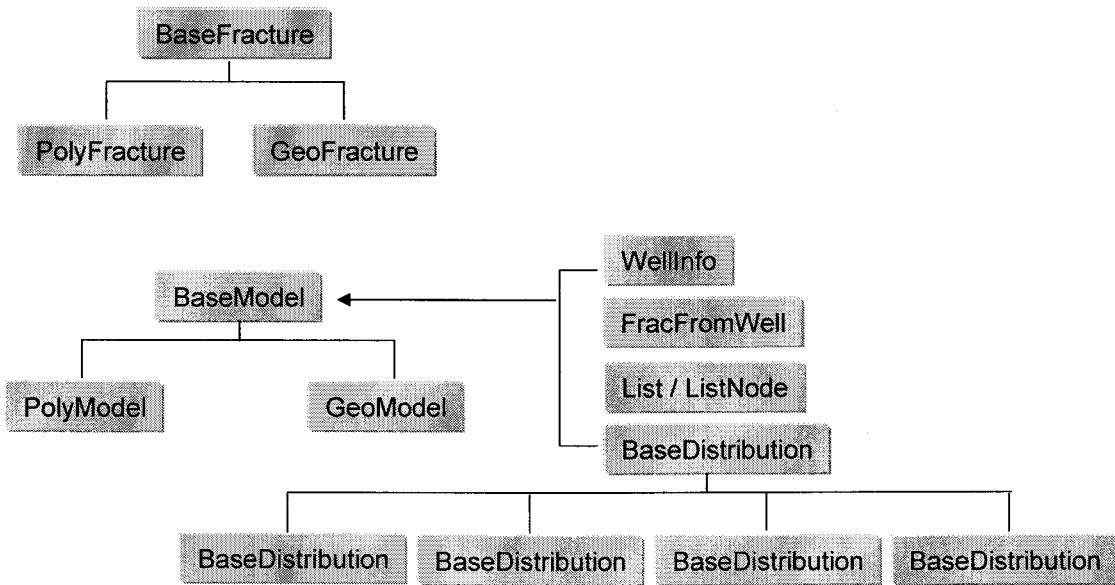 BaseFracture
PolyFracture
GeoFracture
WellInfo
BaseModel
FracFromWell
List / ListNode
PolyModel
GeoModel
BaseDistribution
BaseDistribution
BaseDistribution
BaseDistribution
BaseDistribution